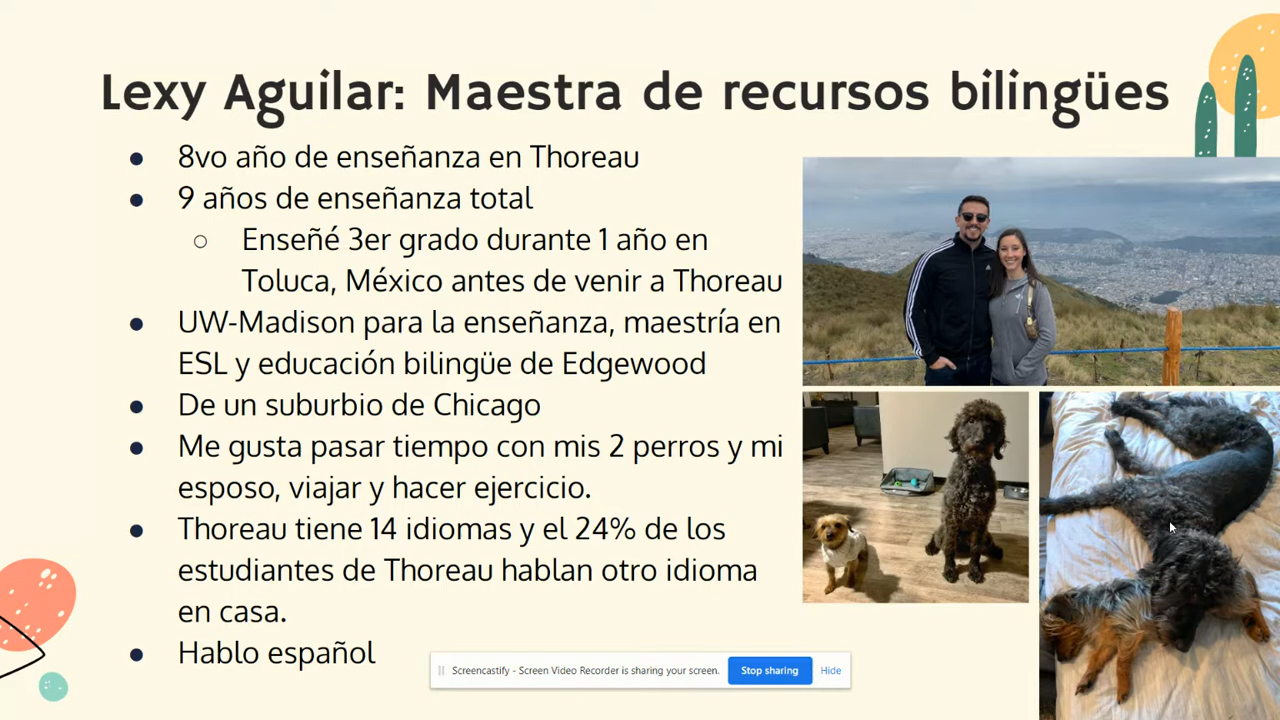 Lexy Aguilar: Maestra de recursos bilingües
● 8vo año de enseñanza en Thoreau
● 9 años de enseñanza total
○ Enseñé 3er grado durante 1 año en
Toluca, México antes de venir a Thoreau
● UW-Madison para la enseñanza, maestría en
ESL y educación bilingüe de Edgewood
● De un suburbio de Chicago
● Me gusta pasar tiempo con mis 2 perros y mi
esposo, viajar y hacer ejercicio.
● Thoreau tiene 14 idiomas y el 24% de los
estudiantes de Thoreau hablan otro idioma
en casa.
● Hablo español
Screencastify - Screen Video Recorder is sharing your screen. Stop sharing Hide